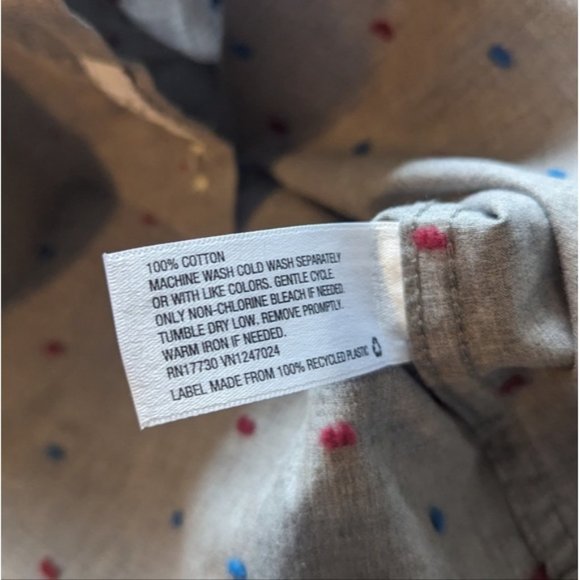 100% COTTON
MACHINE WASH COLD WASH SEPARATELY
OR WITH LIKE COLORS. GENTLE CYCLE.
ONLY NON-CHLORINE BLEACH IF NEEDED.
TUMBLE DRY LOW. REMOVE PROMPTLY.
WARM IRON IF NEEDED.
RN17730 VN1247024
LABEL MADE FROM 100% RECYCLED PLASTIC